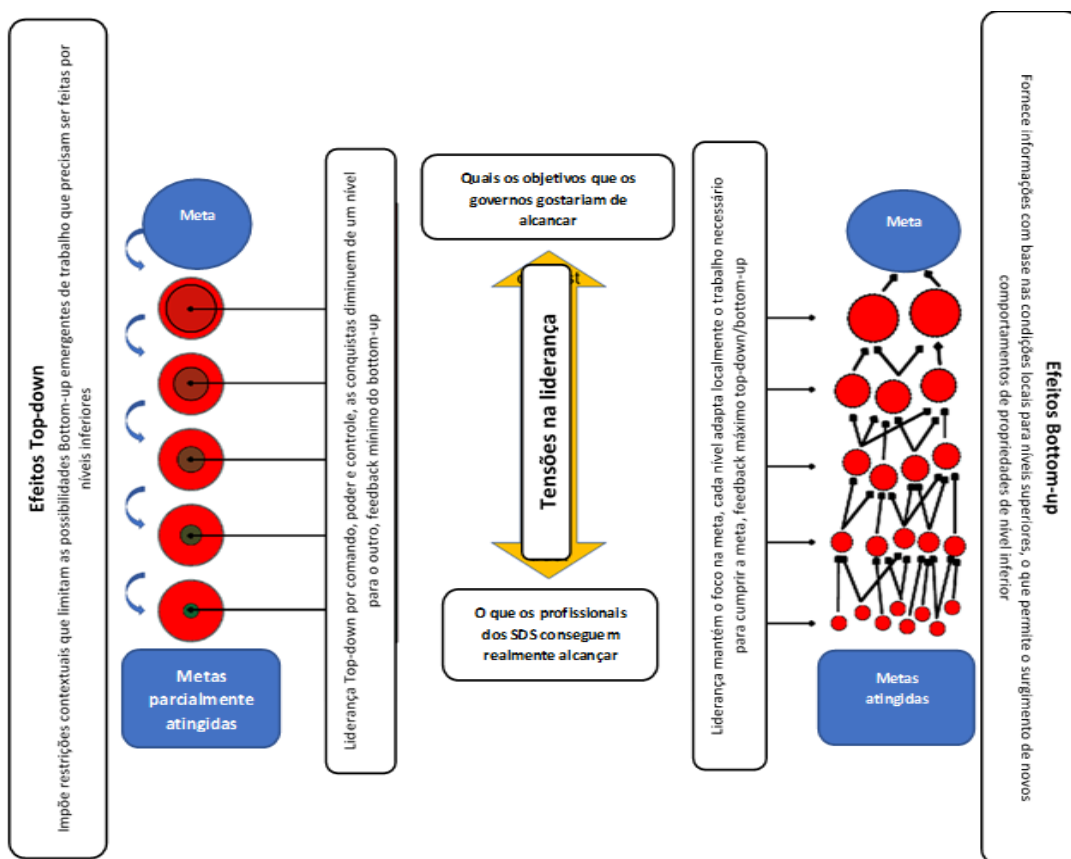 Efeitos Top-down
Impõe restrições contextuais que limitam as possibilidades Bottom-up emergentes de trabalho que precisam ser feitas por
níveis inferiores
Meta
Metas
parcialmente
atingidas
Liderança Top-down por comando, poder e controle, as conquistas diminuem de um nível
para o outro, feedback mínimo do bottom-up
Quais os objetivos que os
governos gostariam de
alcancar
Tensões na liderança
O que os profissionais
dos SDS conseguem
realmente alcançar
Liderança mantém o foco na meta, cada nível adapta localmente o trabalho necessário
para cumprir a meta, feedback máximo top-down/bottom-up
Meta
Metas
atingidas
Efeitos Bottom-up
Fornece informações com base nas condições locais para níveis superiores, o que permite o surgimento de novos
comportamentos de propriedades de nível inferior